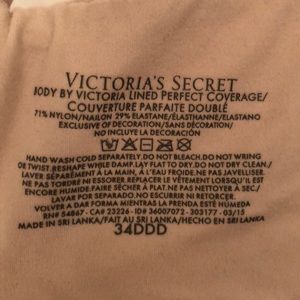 VICTORIA'S SECRET
BODY BY VICTORIA LINED PERFECT COVERAGE/
COUVERTURE PARFAITE DOUBLÉ
71% NYLON/NAILON 29% ELASTANE/ÉLASTHANNE/ELASTANO
EXCLUSIVE OF DECORATION/SANS DÉCORATION/
NO INCLUYE LA DECORACIÓN
HAND WASH COLD SEPARATELY.DO NOT BLEACH.DO NOT WRING
OR TWIST.RESHAPE WHILE DAMP.LAY FLAT TO DRY.DO NOT DRY CLEAN./
LAVER SÉPARÉMENT À LA MAIN, À L'EAU FROIDE.NE PAS JAVELLISER.
NE PAS TORDRE NI ESSORER.REPLACER LE VÊTEMENT LORSQU'IL EST
ENCORE HUMIDE.FAIRE SÉCHER À PLAT.NE PAS NETTOYER À SEC/
LAVAR POR SEPARADO.NO ESCURRIR NI RETORCER.
VOLVER A DAR FORMA MIENTRAS LA PRENDA ESTÉ HÚMEDA
RN# 54867 - CA# 23226 - ID# 36007072 - 303177 - 03/15
MADE IN SRI LANKA/FAIT AU SRI LANKA/HECHO EN SRI LANKA
34DDD